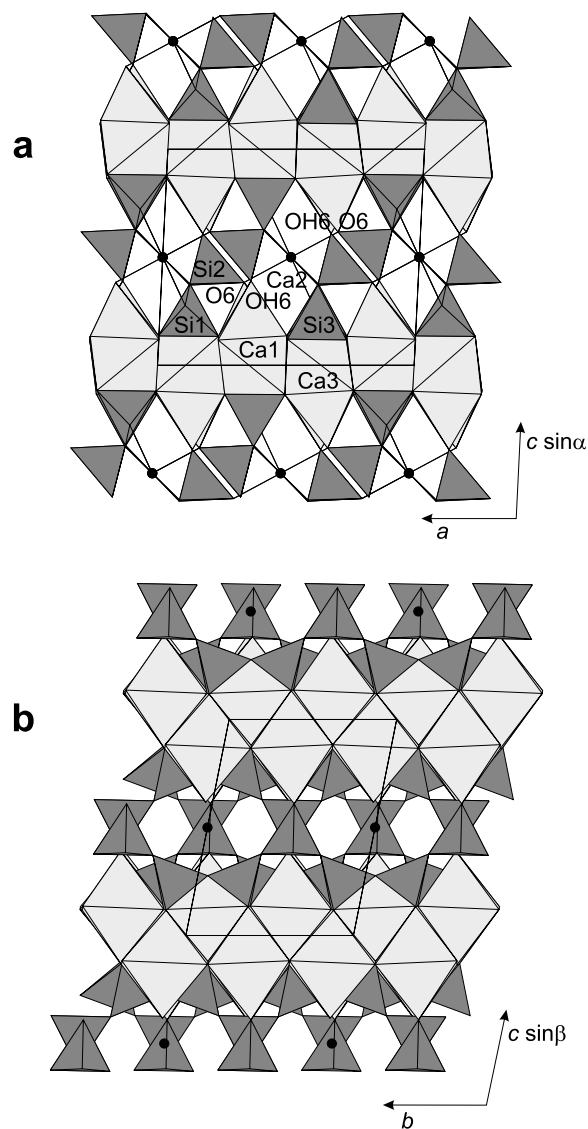 a
OH6 O6
Si2
Ca2
O6
OH6
Si1
Si3
Ca1
Ca3
c sinα
a
b
c sinβ
b